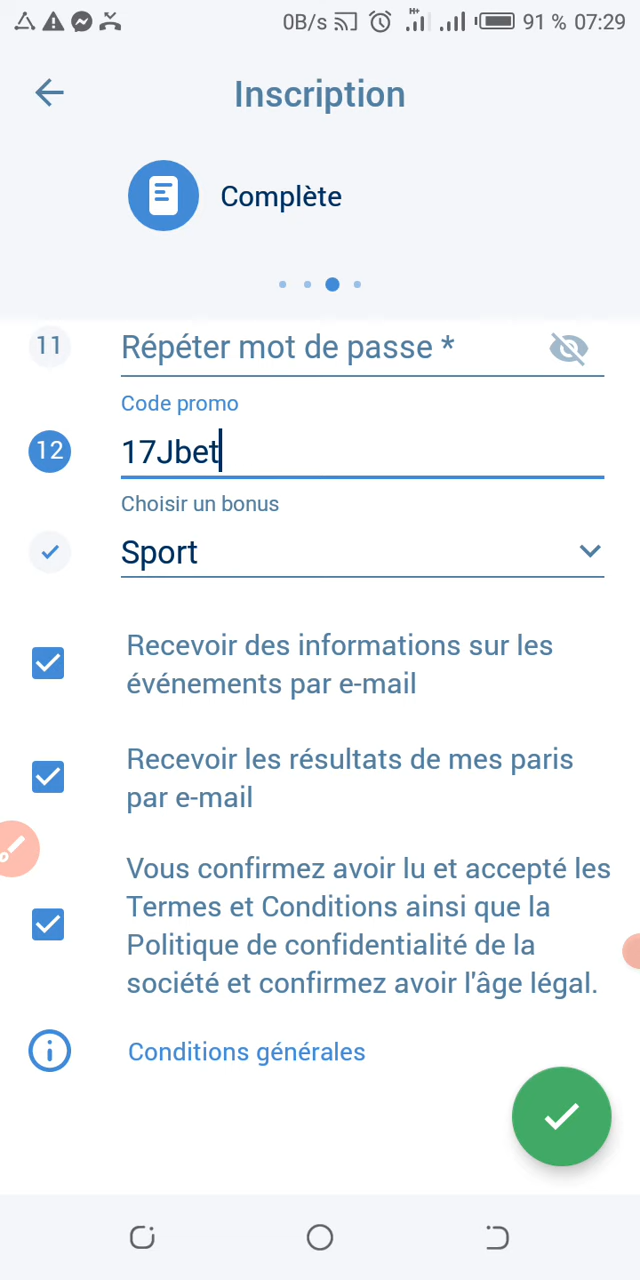 0B/s H+ 91 % 07:29
Inscription
Complète
11 Répéter mot de passe *
Code promo
12 17Jbet
Choisir un bonus
Sport
Recevoir des informations sur les
événements par e-mail
Recevoir les résultats de mes paris
par e-mail
Vous confirmez avoir lu et accepté les
Termes et Conditions ainsi que la
Politique de confidentialité de la
société et confirmez avoir l'âge légal.
Conditions générales